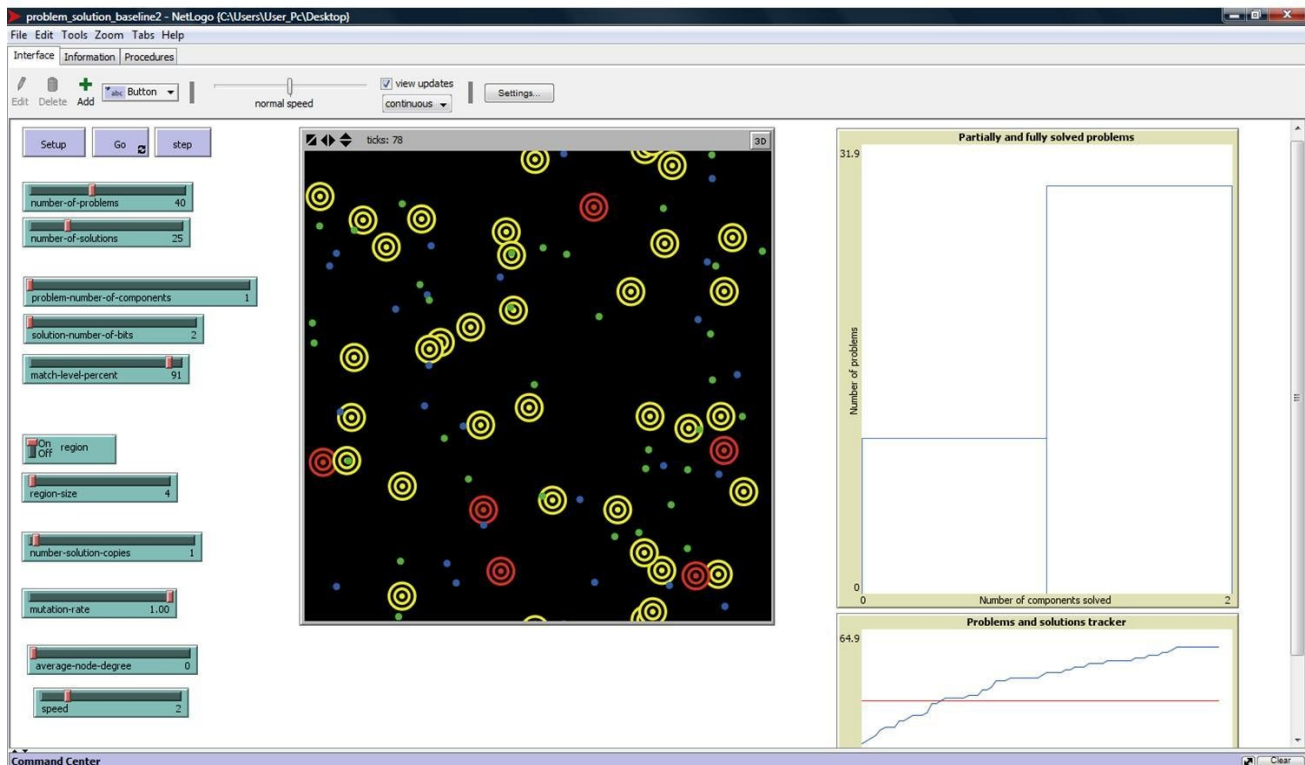 problem_solution_baseline2 - NetLogo {C:\Users\User_Pc\Desktop}
File Edit Tools Zoom Tabs Help
Interface Information Procedures
Edit Delete Add abc Button normal speed view updates continuous Settings...
Setup Go step
number-of-problems 40
number-of-solutions 25
problem-number-of-components 1
solution-number-of-bits 2
match-level-percent 91
On
Off
region
region-size 4
number-solution-copies 1
mutation-rate 1.00
average-node-degree 0
speed 2
ticks: 78 3D
Partially and fully solved problems
31.9
Number of problems
0
0 Number of components solved 2
Problems and solutions tracker
64.9
Command Center Clear